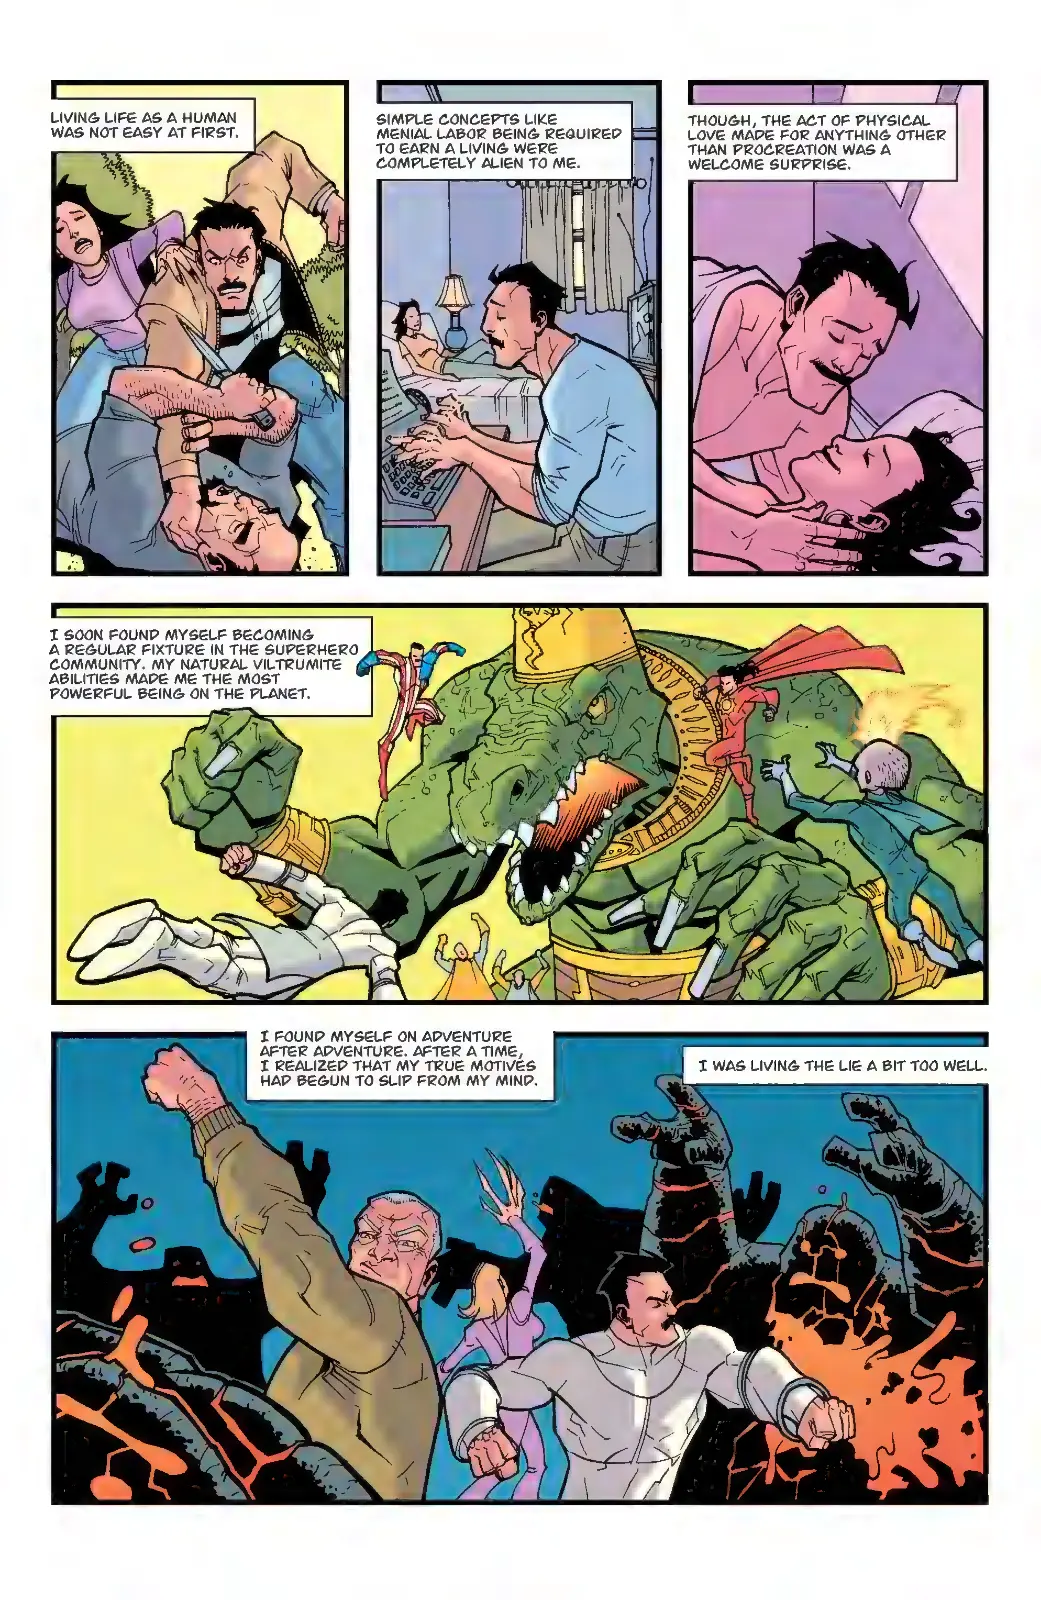 LIVING LIFE AS A HUMAN
WAS NOT EASY AT FIRST.
SIMPLE CONCEPTS LIKE
MENIAL LABOR BEING REQUIRED
TO EARN A LIVING WERE
COMPLETELY ALIEN TO ME.
THOUGH, THE ACT OF PHYSICAL
LOVE MADE FOR ANYTHING OTHER
THAN PROCREATION WAS A
WELCOME SURPRISE.
I SOON FOUND MYSELF BECOMING
A REGULAR FIXTURE IN THE SUPERHERO
COMMUNITY. MY NATURAL VILTRUMITE
ABILITIES MADE ME THE MOST
POWERFUL BEING ON THE PLANET.
I FOUND MYSELF ON ADVENTURE
AFTER ADVENTURE. AFTER A TIME,
I REALIZED THAT MY TRUE MOTIVES
HAD BEGUN TO SLIP FROM MY MIND.
I WAS LIVING THE LIE A BIT TOO WELL.